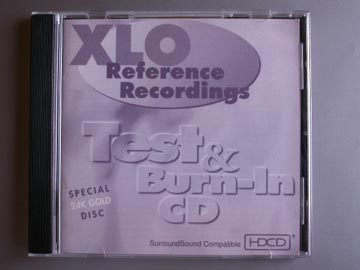 XLO
Reference
Recordings
Test &
Burn-In
CD
SPECIAL
24K GOLD
DISC
SurroundSound Compatible HDCD®